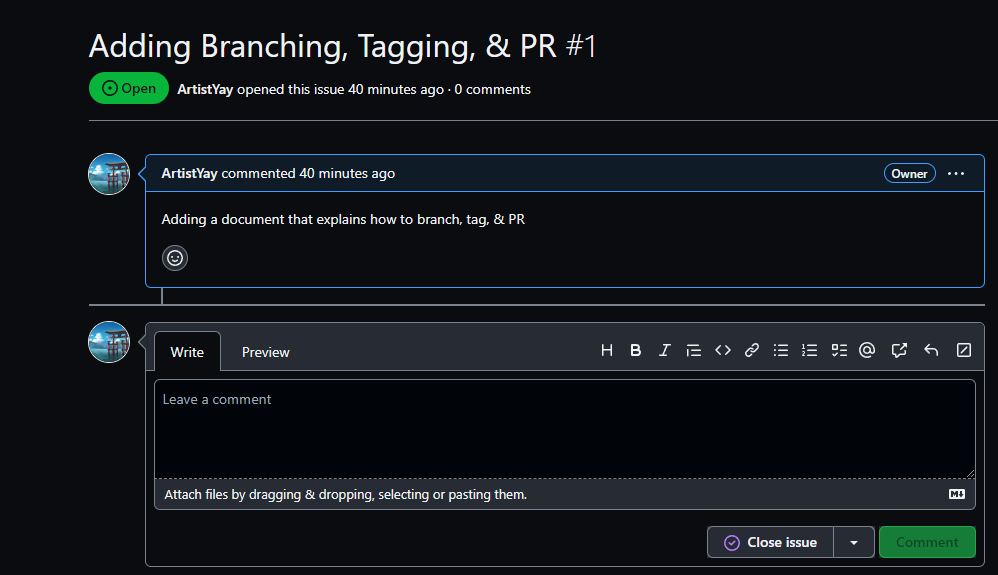 Adding Branching, Tagging, & PR #1
Open ArtistYay opened this issue 40 minutes ago · 0 comments
ArtistYay commented 40 minutes ago Owner ···
Adding a document that explains how to branch, tag, & PR
Write Preview H B I
Leave a comment
Attach files by dragging & dropping, selecting or pasting them.
Close issue Comment